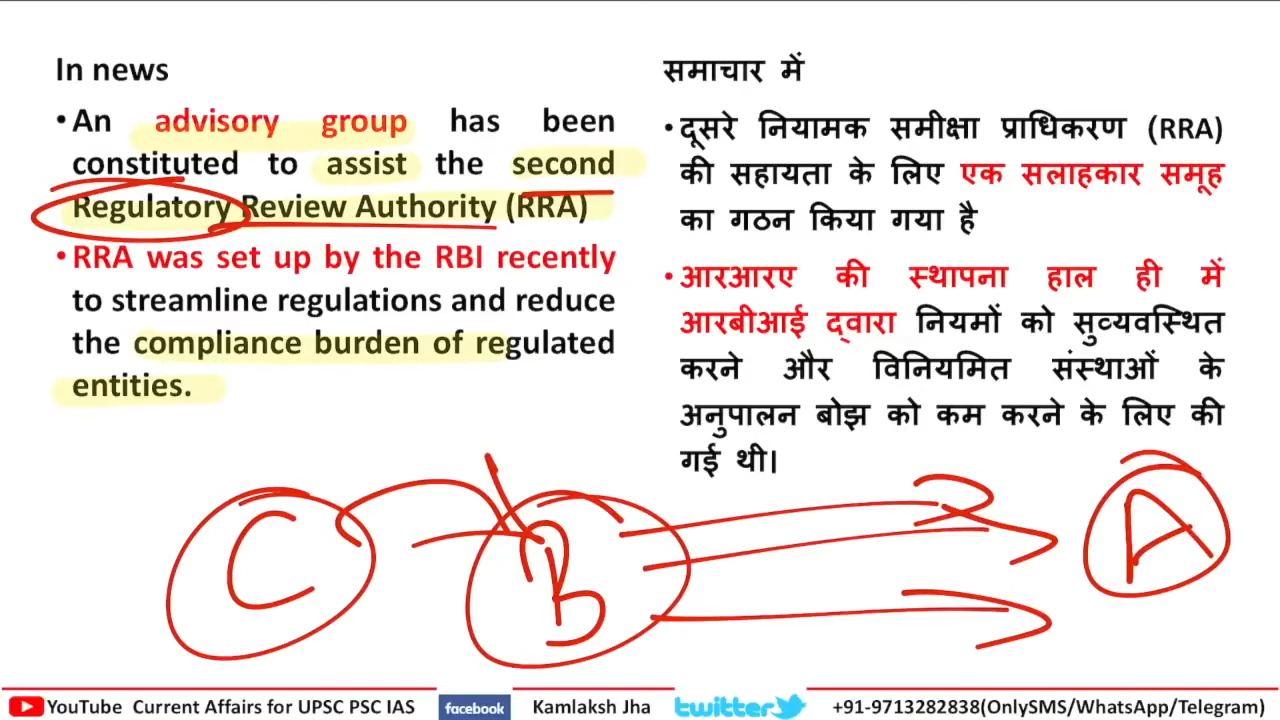 In news
•An advisory group has been
constituted to assist the second
Regulatory Review Authority (RRA)
•RRA was set up by the RBI recently
to streamline regulations and reduce
the compliance burden of regulated
entities.
समाचार में
•दूसरे नियामक समीक्षा प्राधिकरण (RRA)
की सहायता के लिए एक सलाहकार समूह
का गठन किया गया है
•आरआरए की स्थापना हाल ही में
आरबीआई द्वारा नियमों को सुव्यवस्थित
करने और विनियमित संस्थाओं के
अनुपालन बोझ को कम करने के लिए की
गई थी।
C B A
YouTube Current Affairs for UPSC PSC IAS facebook Kamlaksh Jha twitter +91-9713282838(OnlySMS/WhatsApp/Telegram)